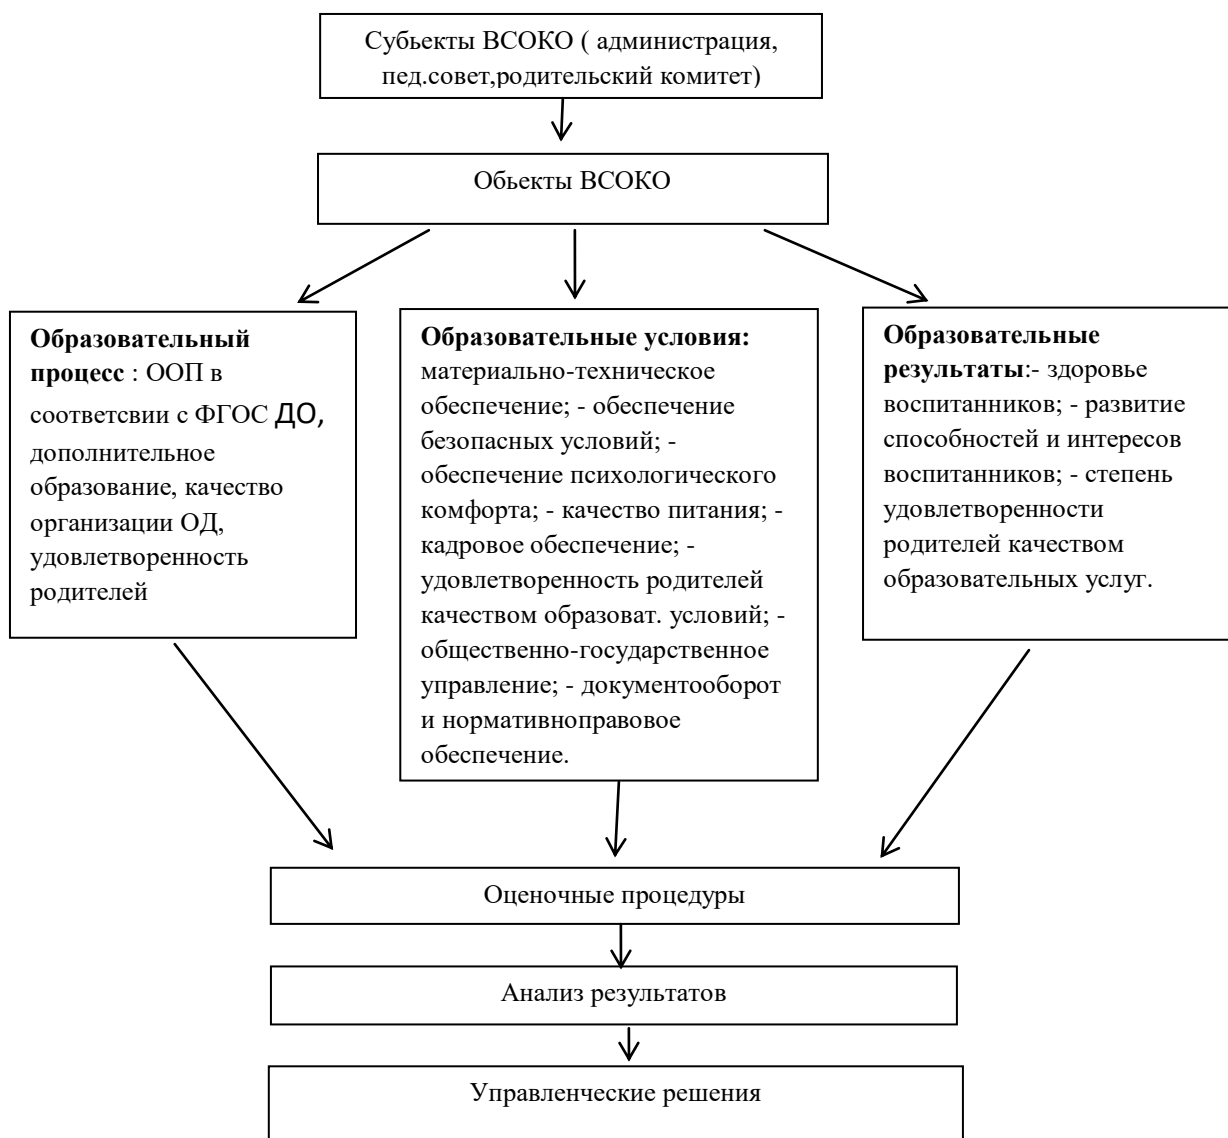 Субьекты ВСОКО ( администрация,
пед.совет,родительский комитет)
Обьекты ВСОКО
Образовательный
процесс : ООП в
соответсвии с ФГОС ДО,
дополнительное
образование, качество
организации ОД,
удовлетворенность
родителей
Образовательные условия:
материально-техническое
обеспечение; - обеспечение
безопасных условий; -
обеспечение психологического
комфорта; - качество питания; -
кадровое обеспечение; -
удовлетворенность родителей
качеством образоват. условий; -
общественно-государственное
управление; - документооборот
и нормативноправовое
обеспечение.
Образовательные
результаты:- здоровье
воспитанников; - развитие
способностей и интересов
воспитанников; - степень
удовлетворенности
родителей качеством
образовательных услуг.
Оценочные процедуры
Анализ результатов
Управленческие решения